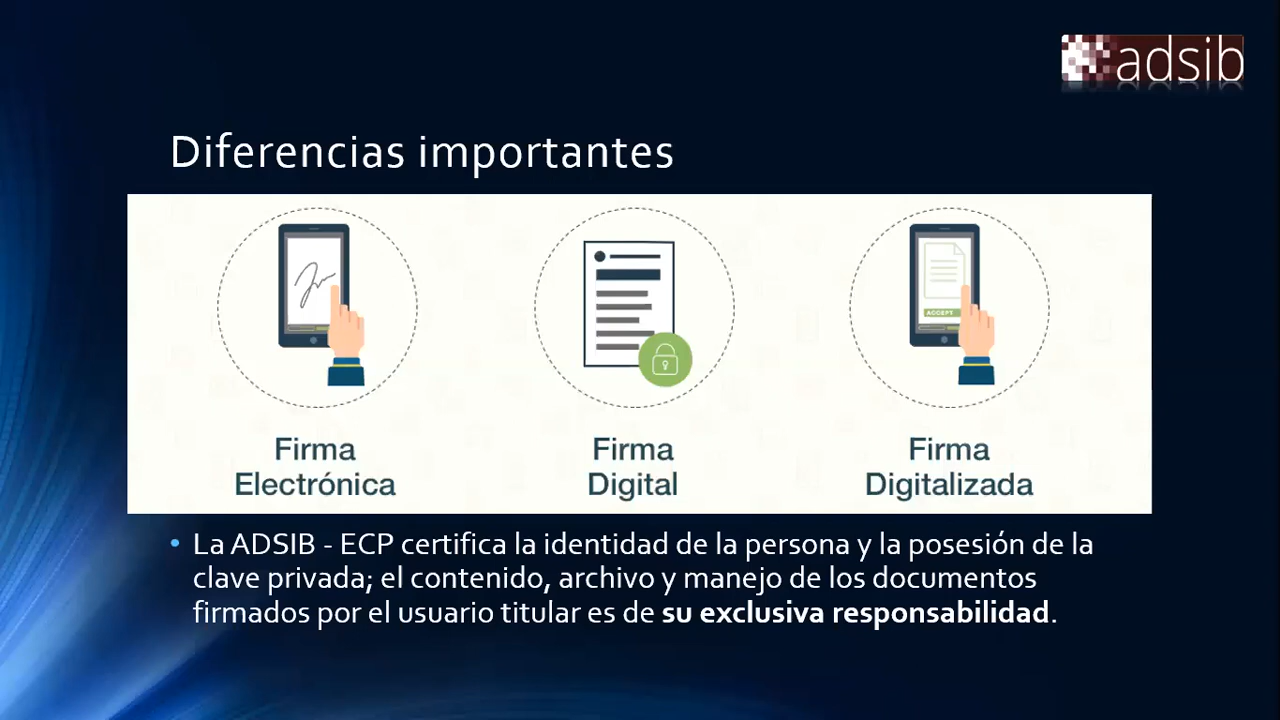 adsib
Diferencias importantes
ACCEPT
Firma
Electrónica
Firma
Digital
Firma
Digitalizada
• La ADSIB - ECP certifica la identidad de la persona y la posesión de la
clave privada; el contenido, archivo y manejo de los documentos
firmados por el usuario titular es de su exclusiva responsabilidad.